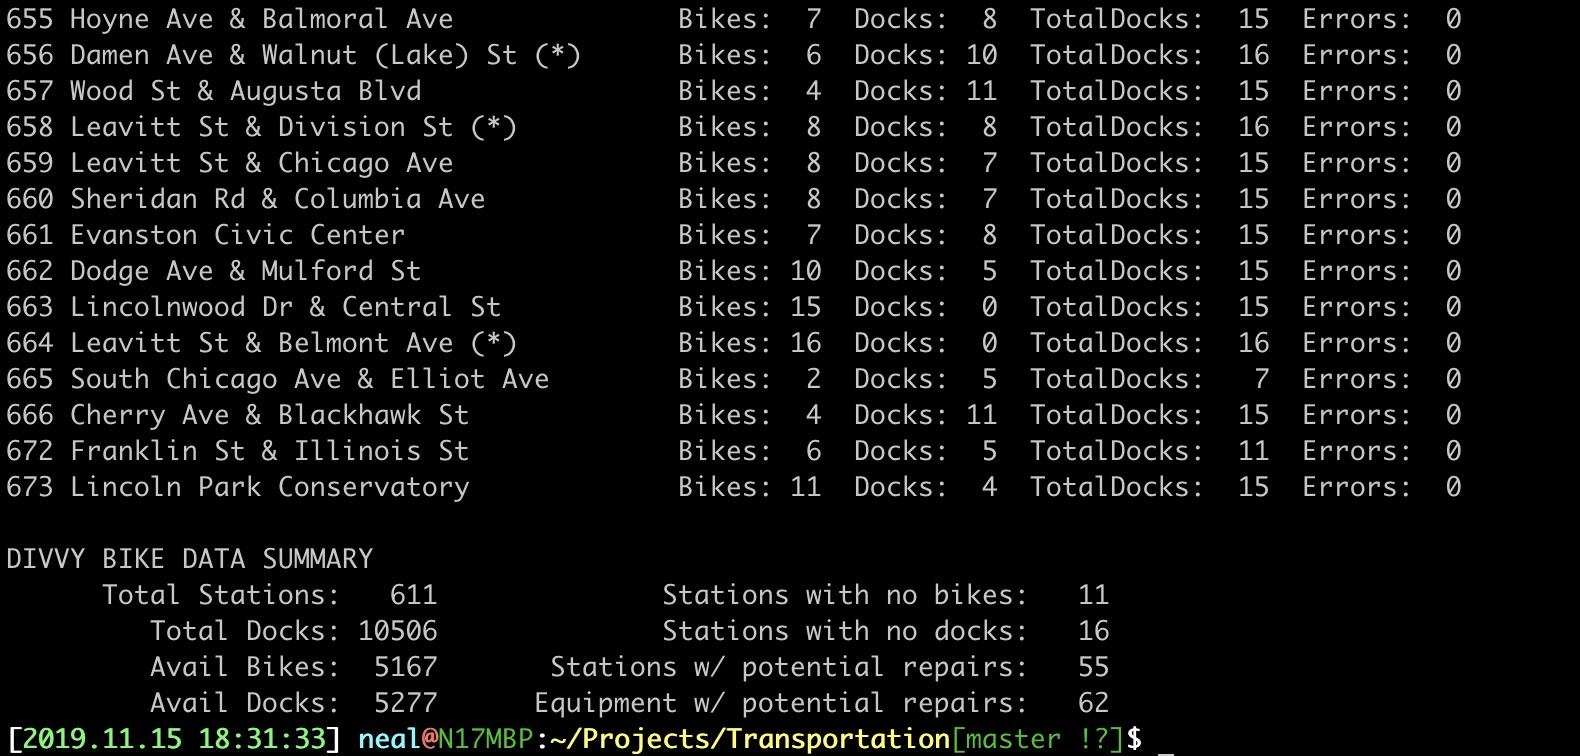 655 Hoyne Ave & Balmoral Ave              Bikes:  7  Docks:  8  TotalDocks:  15  Errors:  0
656 Damen Ave & Walnut (Lake) St (*)      Bikes:  6  Docks: 10  TotalDocks:  16  Errors:  0
657 Wood St & Augusta Blvd                Bikes:  4  Docks: 11  TotalDocks:  15  Errors:  0
658 Leavitt St & Division St (*)          Bikes:  8  Docks:  8  TotalDocks:  16  Errors:  0
659 Leavitt St & Chicago Ave              Bikes:  8  Docks:  7  TotalDocks:  15  Errors:  0
660 Sheridan Rd & Columbia Ave            Bikes:  8  Docks:  7  TotalDocks:  15  Errors:  0
661 Evanston Civic Center                 Bikes:  7  Docks:  8  TotalDocks:  15  Errors:  0
662 Dodge Ave & Mulford St                Bikes: 10  Docks:  5  TotalDocks:  15  Errors:  0
663 Lincolnwood Dr & Central St           Bikes: 15  Docks:  0  TotalDocks:  15  Errors:  0
664 Leavitt St & Belmont Ave (*)          Bikes: 16  Docks:  0  TotalDocks:  16  Errors:  0
665 South Chicago Ave & Elliot Ave        Bikes:  2  Docks:  5  TotalDocks:   7  Errors:  0
666 Cherry Ave & Blackhawk St             Bikes:  4  Docks: 11  TotalDocks:  15  Errors:  0
672 Franklin St & Illinois St             Bikes:  6  Docks:  5  TotalDocks:  11  Errors:  0
673 Lincoln Park Conservatory             Bikes: 11  Docks:  4  TotalDocks:  15  Errors:  0
DIVVY BIKE DATA SUMMARY
      Total Stations:   611              Stations with no bikes:   11
         Total Docks: 10506              Stations with no docks:   16
         Avail Bikes:  5167       Stations w/ potential repairs:   55
         Avail Docks:  5277      Equipment w/ potential repairs:   62
[2019.11.15 18:31:33] neal@N17MBP:~/Projects/Transportation[master !?]$ _